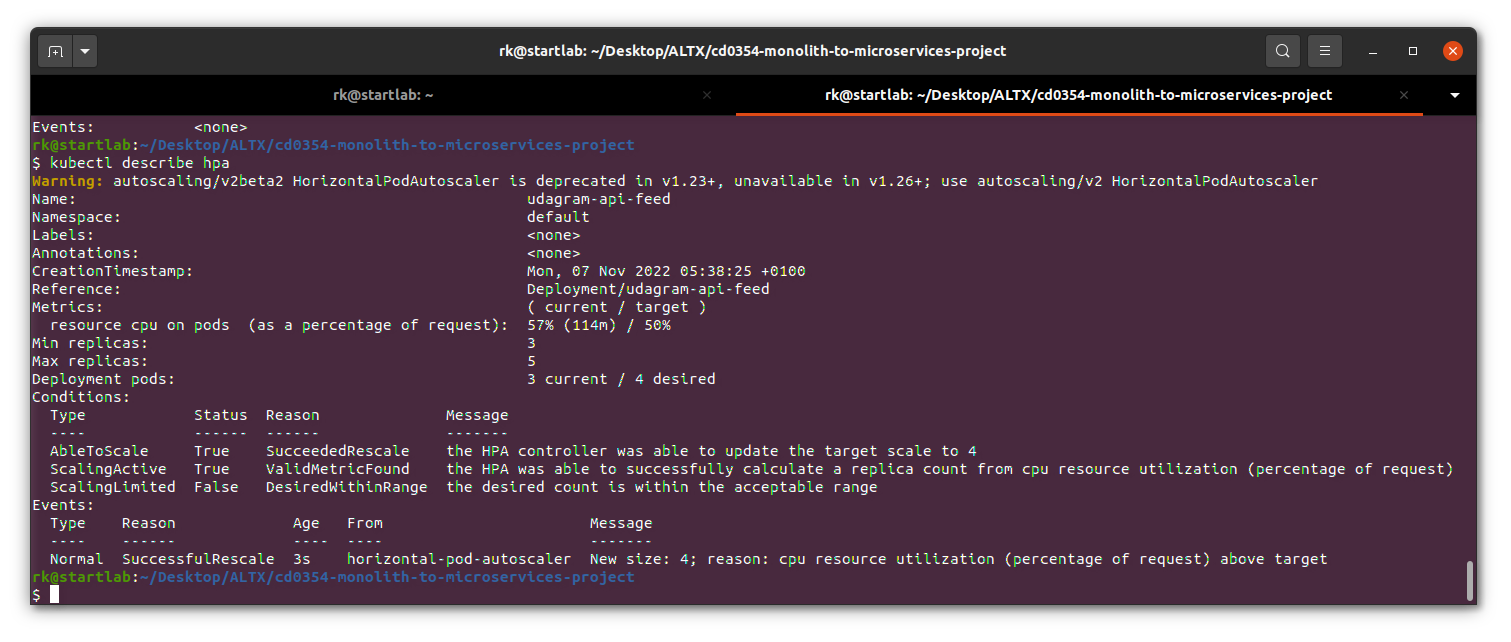 rk@startlab: ~/Desktop/ALTX/cd0354-monolith-to-microservices-project
rk@startlab: ~
rk@startlab: ~/Desktop/ALTX/cd0354-monolith-to-microservices-project
Events:           <none>
rk@startlab:~/Desktop/ALTX/cd0354-monolith-to-microservices-project
$ kubectl describe hpa
Warning: autoscaling/v2beta2 HorizontalPodAutoscaler is deprecated in v1.23+, unavailable in v1.26+; use autoscaling/v2 HorizontalPodAutoscaler
Name:                                                  udagram-api-feed
Namespace:                                             default
Labels:                                                <none>
Annotations:                                           <none>
CreationTimestamp:                                     Mon, 07 Nov 2022 05:38:25 +0100
Reference:                                             Deployment/udagram-api-feed
Metrics:                                               ( current / target )
  resource cpu on pods  (as a percentage of request):  57% (114m) / 50%
Min replicas:                                          3
Max replicas:                                          5
Deployment pods:                                       3 current / 4 desired
Conditions:
  Type            Status  Reason              Message
  ----            ------  ------              -------
  AbleToScale     True    SucceededRescale    the HPA controller was able to update the target scale to 4
  ScalingActive   True    ValidMetricFound    the HPA was able to successfully calculate a replica count from cpu resource utilization (percentage of request)
  ScalingLimited  False   DesiredWithinRange  the desired count is within the acceptable range
Events:
  Type    Reason             Age   From                       Message
  ----    ------             ----  ----                       -------
  Normal  SuccessfulRescale  3s    horizontal-pod-autoscaler  New size: 4; reason: cpu resource utilization (percentage of request) above target
rk@startlab:~/Desktop/ALTX/cd0354-monolith-to-microservices-project
$